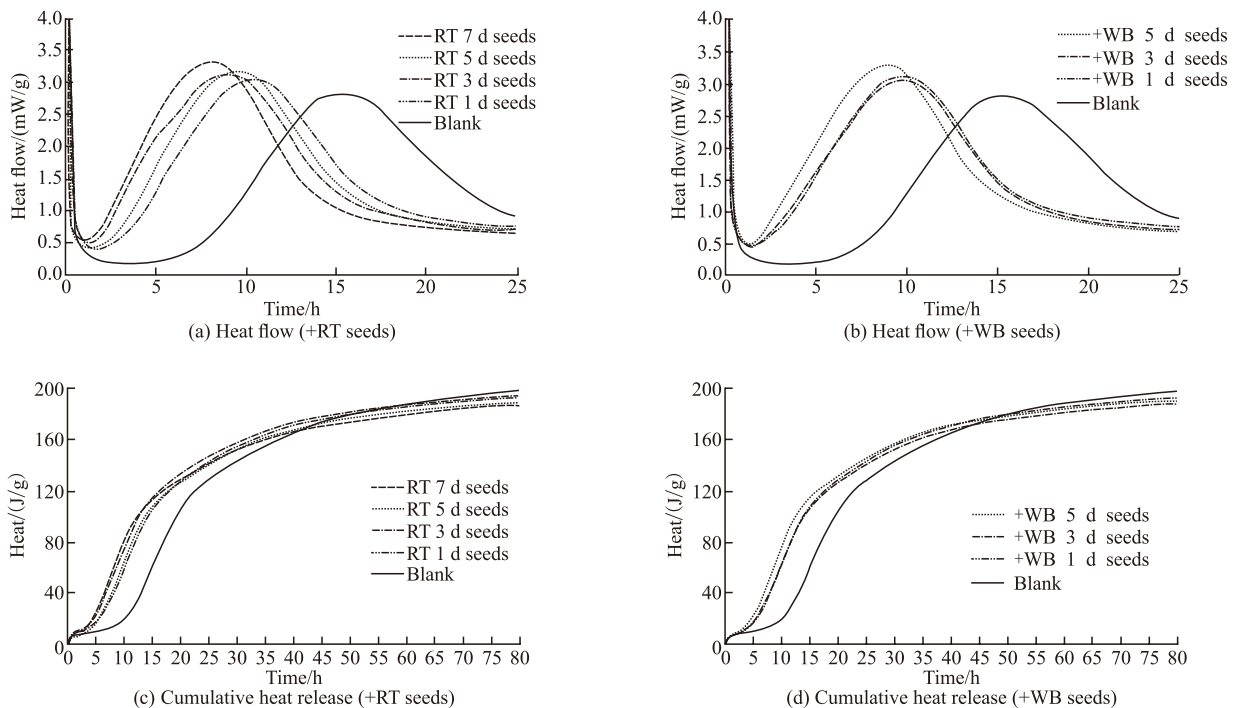 4.0
3.5
3.0
2.5
2.0
1.5
1.0
0.5
0.0
Heat flow/(mW/g)
RT 7 d seeds
RT 5 d seeds
RT 3 d seeds
RT 1 d seeds
Blank
0 5 10 15 20 25
Time/h
(a) Heat flow (+RT seeds)
4.0
3.5
3.0
2.5
2.0
1.5
1.0
0.5
0.0
Heat flow/(mW/g)
+WB 5 d seeds
+WB 3 d seeds
+WB 1 d seeds
Blank
0 5 10 15 20 25
Time/h
(b) Heat flow (+WB seeds)
200
160
120
80
40
0
Heat/(J/g)
RT 7 d seeds
RT 5 d seeds
RT 3 d seeds
RT 1 d seeds
Blank
0 5 10 15 20 25 30 35 40 45 50 55 60 65 70 75 80
Time/h
(c) Cumulative heat release (+RT seeds)
200
160
120
80
40
0
Heat/(J/g)
+WB 5 d seeds
+WB 3 d seeds
+WB 1 d seeds
Blank
0 5 10 15 20 25 30 35 40 45 50 55 60 65 70 75 80
Time/h
(d) Cumulative heat release (+WB seeds)